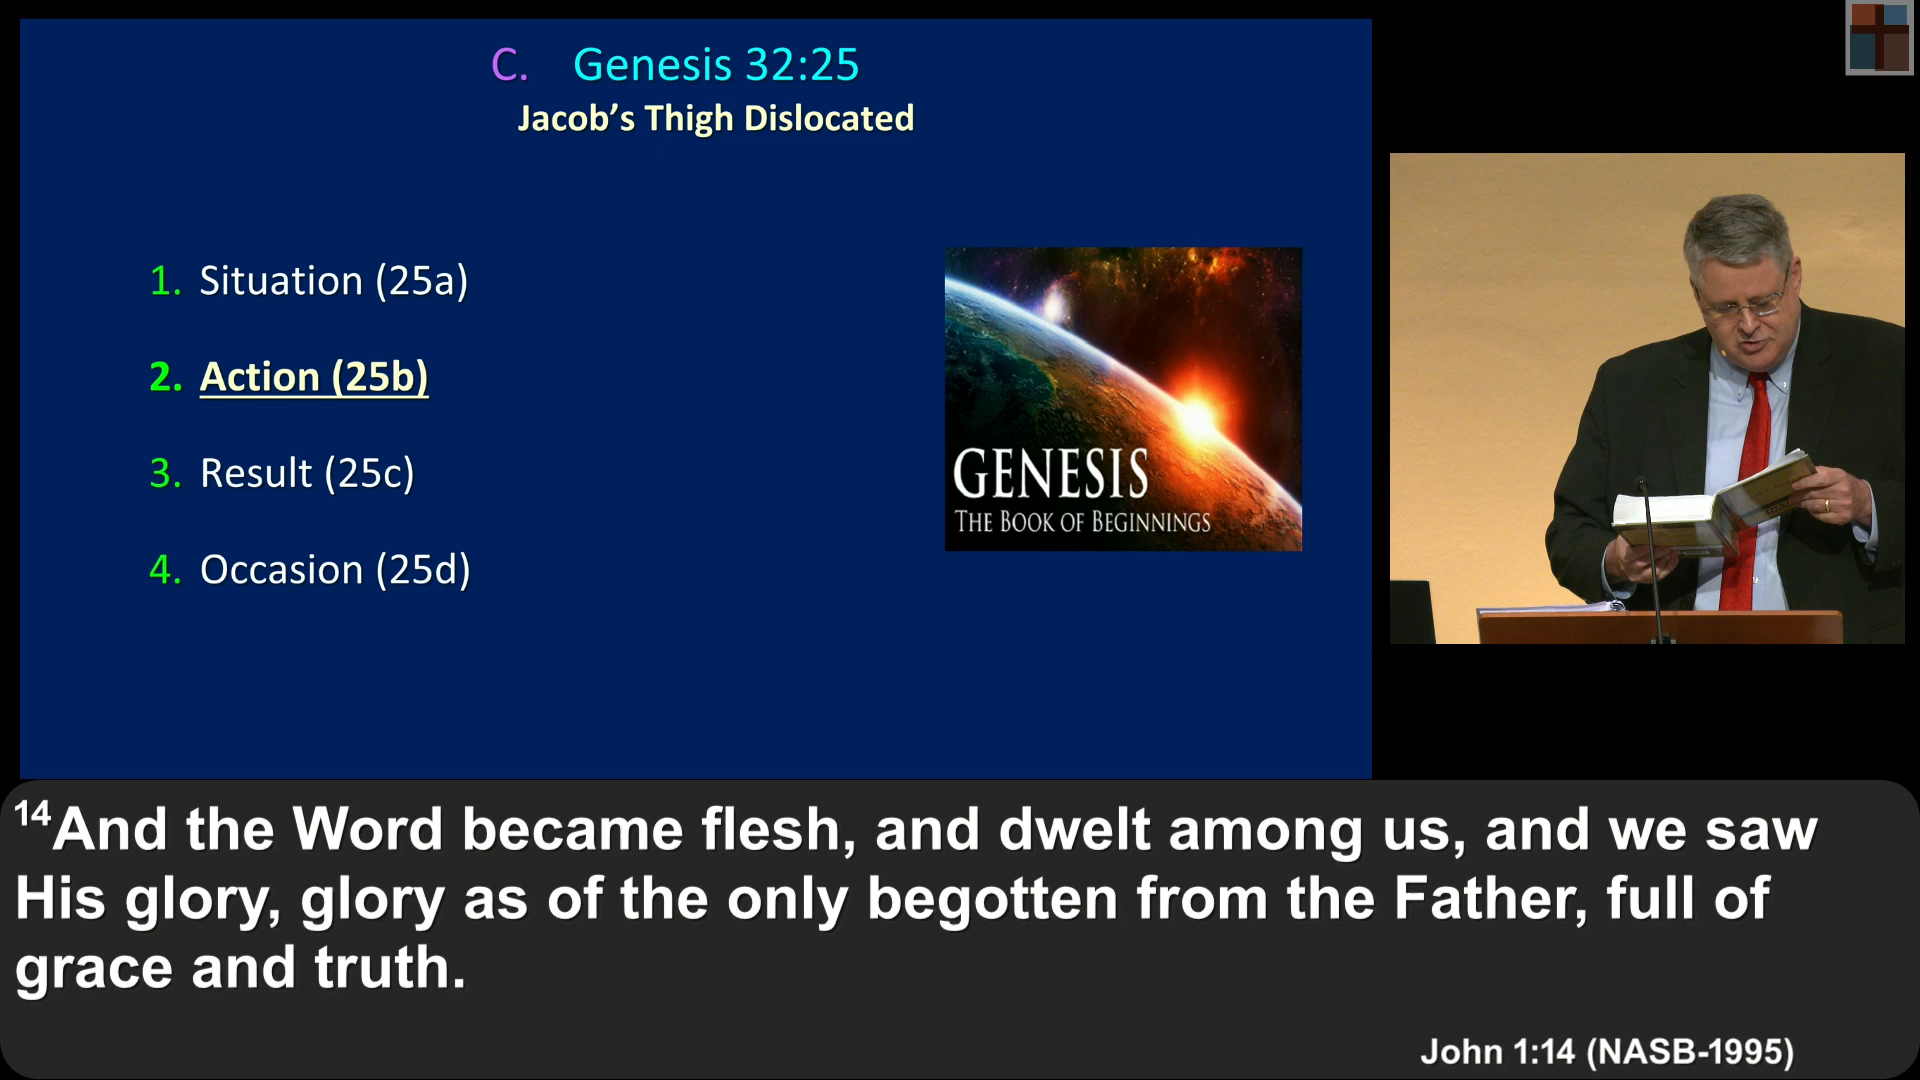 C. Genesis 32:25
Jacob's Thigh Dislocated
1. Situation (25a)
2. Action (25b)
3. Result (25c)
4. Occasion (25d)
GENESIS
THE BOOK OF BEGINNINGS
14And the Word became flesh, and dwelt among us, and we saw
His glory, glory as of the only begotten from the Father, full of
grace and truth.
John 1:14 (NASB-1995)